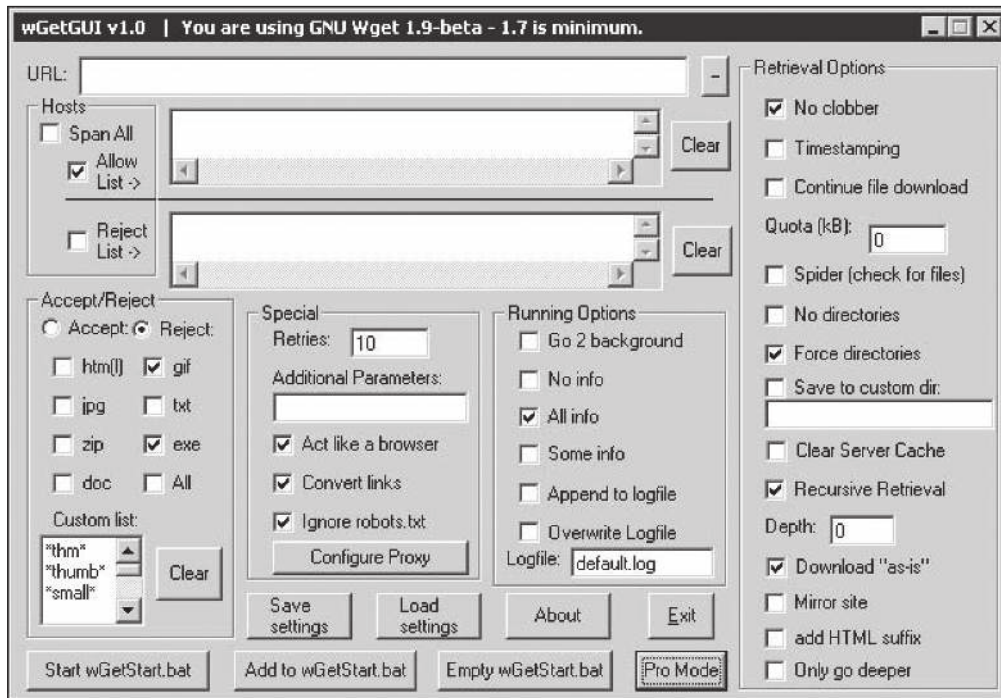 wGetGUI v1.0 | You are using GNU Wget 1.9-beta - 1.7 is minimum.
URL:
-
Hosts
Span All
Allow
List ->
Clear
Reject
List ->
Clear
Accept/Reject
Accept: Reject:
htm(l) gif
jpg txt
zip exe
doc All
Custom list:
*thm*
*thumb*
*small*
Clear
Special
Retries: 10
Additional Parameters:
Act like a browser
Convert links
Ignore robots.txt
Configure Proxy
Running Options
Go 2 background
No info
All info
Some info
Append to logfile
Overwrite Logfile
Logfile: default.log
Save
settings
Load
settings
About
Exit
Start wGetStart.bat
Add to wGetStart.bat
Empty wGetStart.bat
Pro Mode
Retrieval Options
No clobber
Timestamping
Continue file download
Quota (kB): 0
Spider (check for files)
No directories
Force directories
Save to custom dir:
Clear Server Cache
Recursive Retrieval
Depth: 0
Download "as-is"
Mirror site
add HTML suffix
Only go deeper